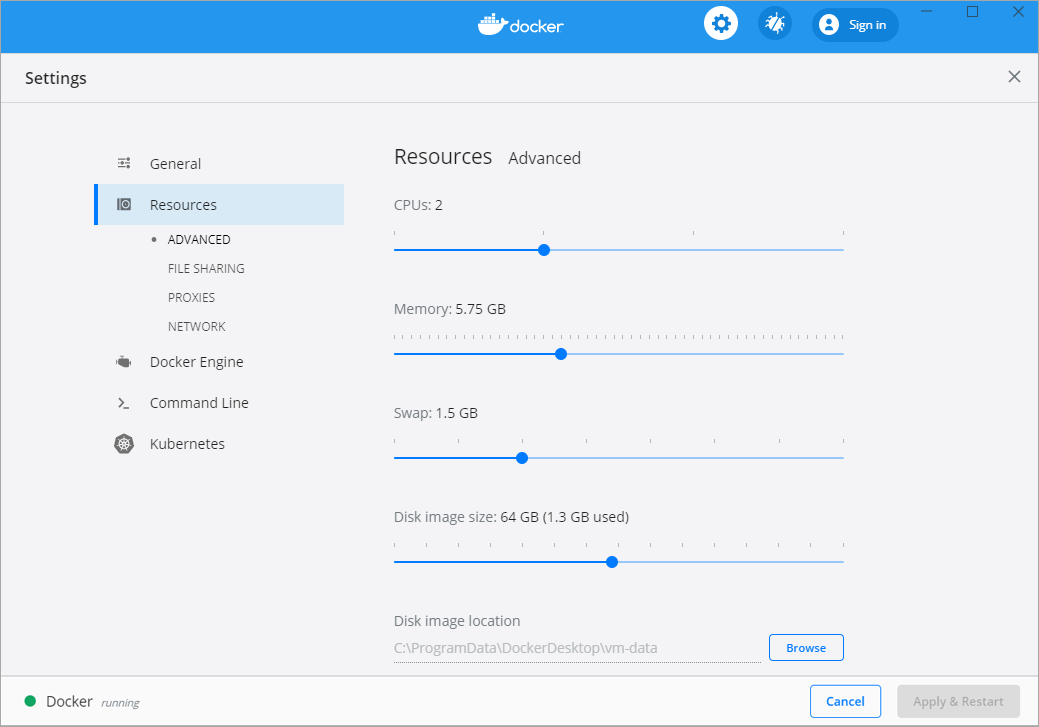 docker
Sign in
Settings
General
Resources
ADVANCED
FILE SHARING
PROXIES
NETWORK
Docker Engine
Command Line
Kubernetes
Resources Advanced
CPUs: 2
Memory: 5.75 GB
Swap: 1.5 GB
Disk image size: 64 GB (1.3 GB used)
Disk image location
C:\ProgramData\DockerDesktop\vm-data
Browse
Docker running
Cancel
Apply & Restart